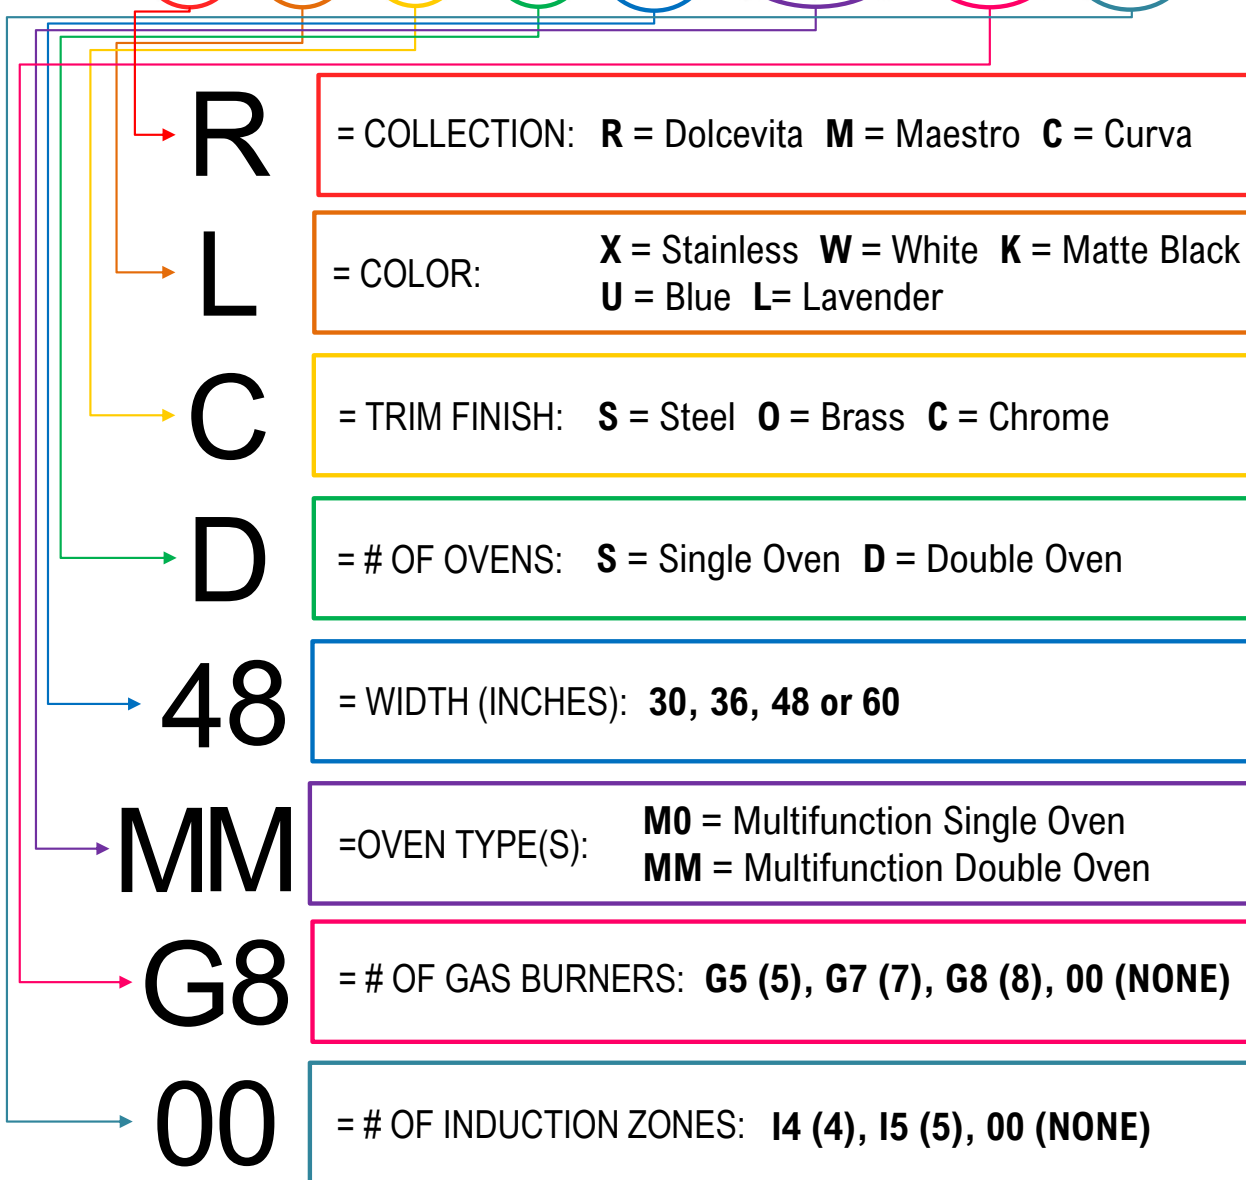 R = COLLECTION: R = Dolcevita M = Maestro C = Curva
L = COLOR: X = Stainless W = White K = Matte Black
U = Blue L= Lavender
C = TRIM FINISH: S = Steel O = Brass C = Chrome
D = # OF OVENS: S = Single Oven D = Double Oven
48 = WIDTH (INCHES): 30, 36, 48 or 60
MM =OVEN TYPE(S): M0 = Multifunction Single Oven
MM = Multifunction Double Oven
G8 = # OF GAS BURNERS: G5 (5), G7 (7), G8 (8), 00 (NONE)
00 = # OF INDUCTION ZONES: I4 (4), I5 (5), 00 (NONE)